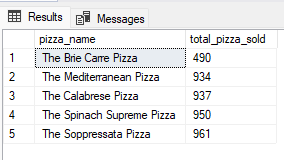 Results Messages
pizza_name total_pizza_sold
1 The Brie Carre Pizza 490
2 The Mediterranean Pizza 934
3 The Calabrese Pizza 937
4 The Spinach Supreme Pizza 950
5 The Soppressata Pizza 961